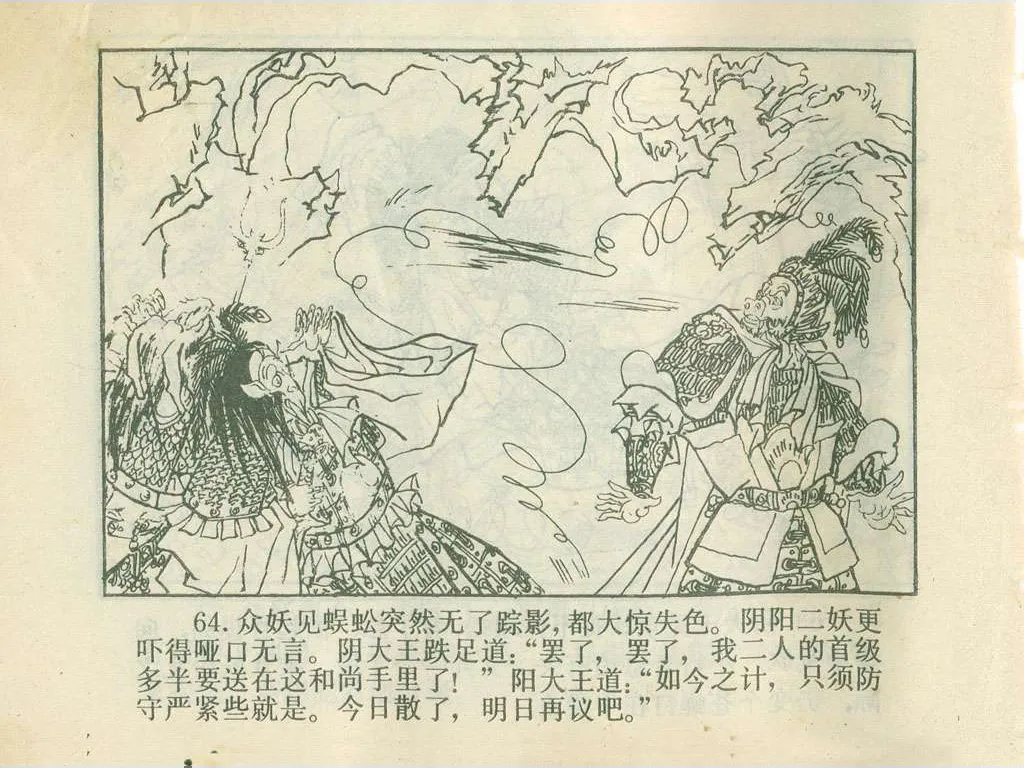 64. 众妖见蜈蚣突然无了踪影，都大惊失色。阴阳二妖更
吓得哑口无言。阴大王跌足道：“罢了，罢了，我二人的首级
多半要送在这和尚手里了！”阳大王道：“如今之计，只须防
守严紧些就是。今日散了，明日再议吧。”